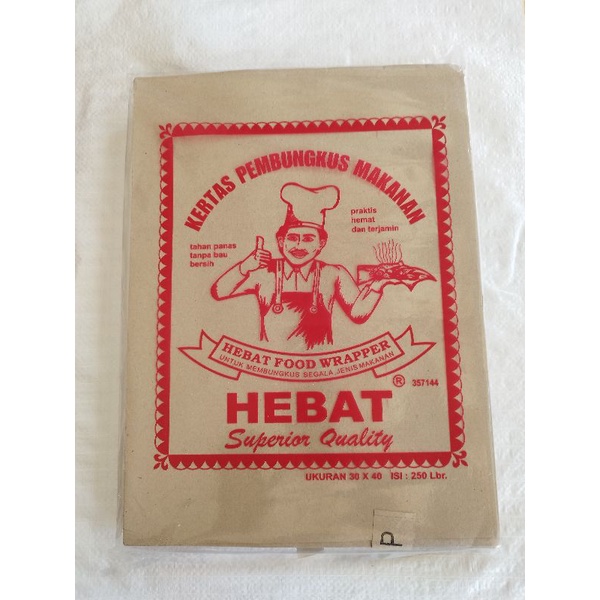 KERTAS PEMBUNGKUS MAKANAN
tahan panas
tanpa bau
bersih
praktis
hemat
dan terjamin
HEBAT FOOD WRAPPER
UNTUK MEMBUNGKUS SEGALA JENIS MAKANAN
® 357144
HEBAT
Superior Quality
UKURAN 30 X 40 ISI : 250 Lbr.
P